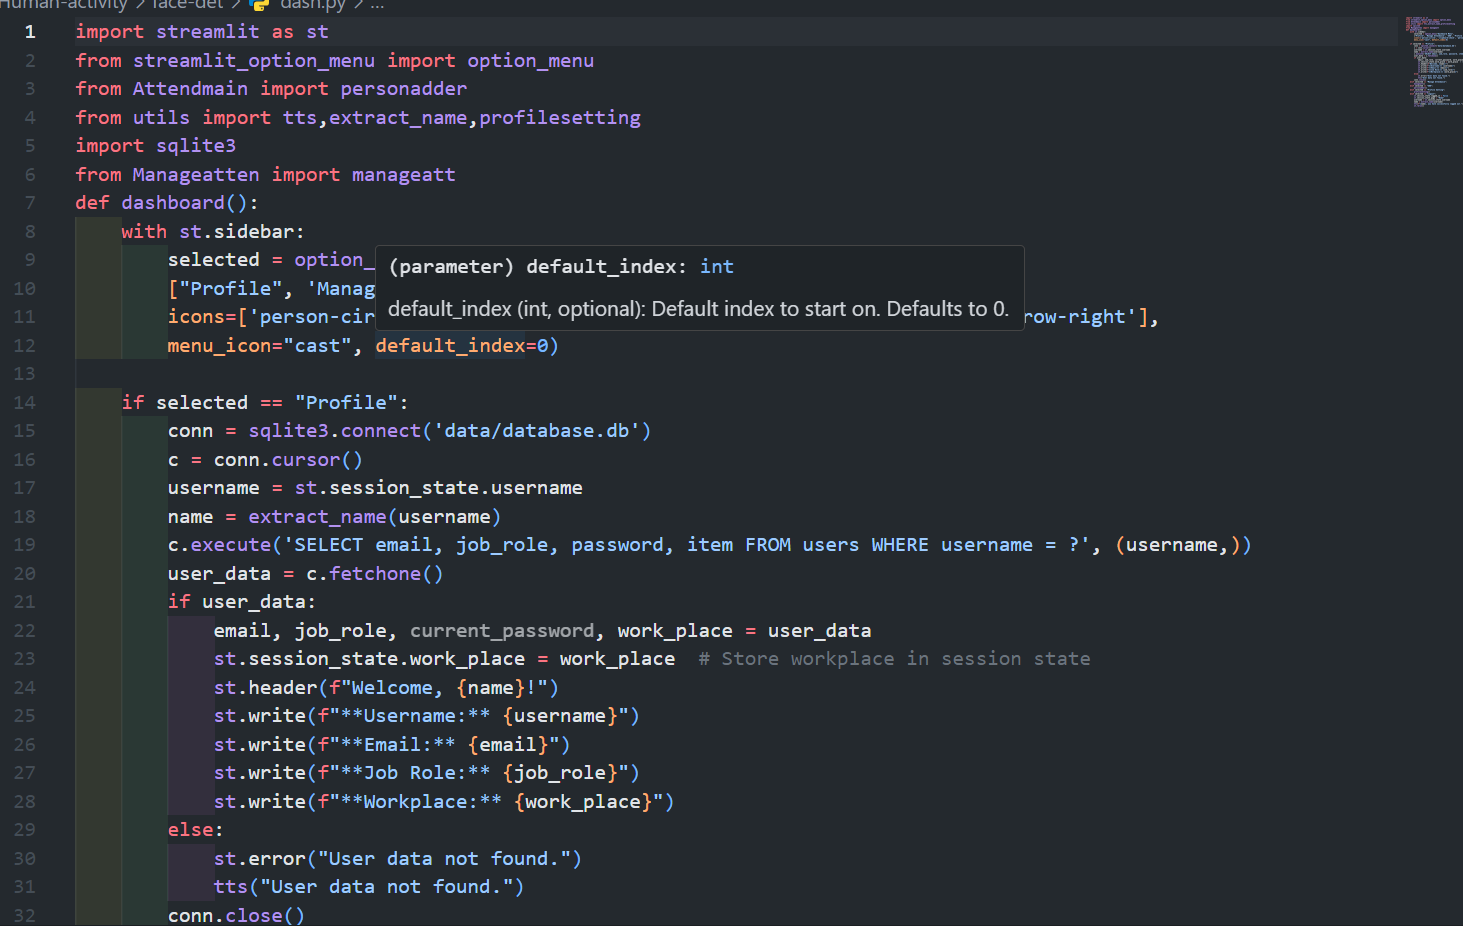 Human-activity > face-det > dash.py > ...
1 import streamlit as st
2 from streamlit_option_menu import option_menu
3 from Attendmain import personadder
4 from utils import tts,extract_name,profilesetting
5 import sqlite3
6 from Manageatten import manageatt
7 def dashboard():
8 with st.sidebar:
9 selected = option_
(parameter) default_index: int
10 ["Profile", 'Manag
default_index (int, optional): Default index to start on. Defaults to 0.
11 icons=['person-cir row-right'],
12 menu_icon="cast", default_index=0)
13
14 if selected == "Profile":
15 conn = sqlite3.connect('data/database.db')
16 c = conn.cursor()
17 username = st.session_state.username
18 name = extract_name(username)
19 c.execute('SELECT email, job_role, password, item FROM users WHERE username = ?', (username,))
20 user_data = c.fetchone()
21 if user_data:
22 email, job_role, current_password, work_place = user_data
23 st.session_state.work_place = work_place  # Store workplace in session state
24 st.header(f"Welcome, {name}!")
25 st.write(f"**Username:** {username}")
26 st.write(f"**Email:** {email}")
27 st.write(f"**Job Role:** {job_role}")
28 st.write(f"**Workplace:** {work_place}")
29 else:
30 st.error("User data not found.")
31 tts("User data not found.")
32 conn.close()